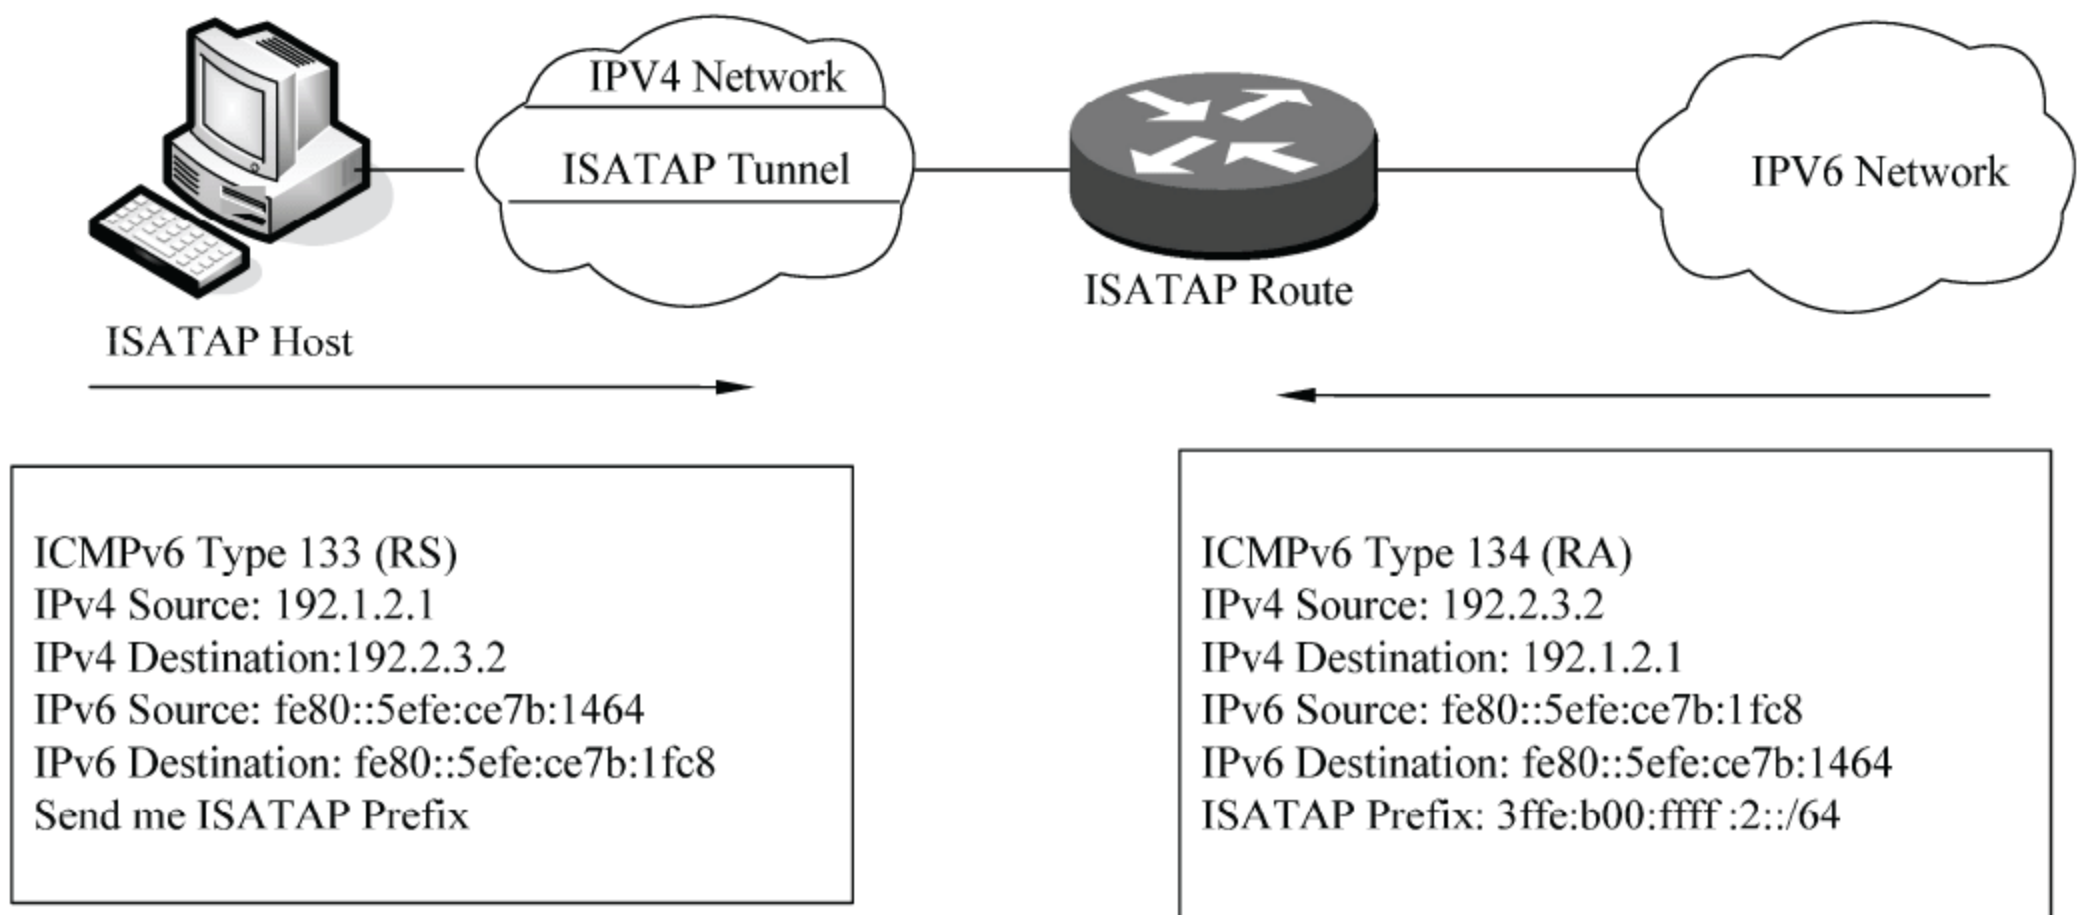 IPV4 Network
ISATAP Tunnel
IPV6 Network
ISATAP Route
ISATAP Host
ICMPv6 Type 133 (RS)
IPv4 Source: 192.1.2.1
IPv4 Destination:192.2.3.2
IPv6 Source: fe80::5efe:ce7b:1464
IPv6 Destination: fe80::5efe:ce7b:1fc8
Send me ISATAP Prefix
ICMPv6 Type 134 (RA)
IPv4 Source: 192.2.3.2
IPv4 Destination: 192.1.2.1
IPv6 Source: fe80::5efe:ce7b:1fc8
IPv6 Destination: fe80::5efe:ce7b:1464
ISATAP Prefix: 3ffe:b00:ffff :2::/64